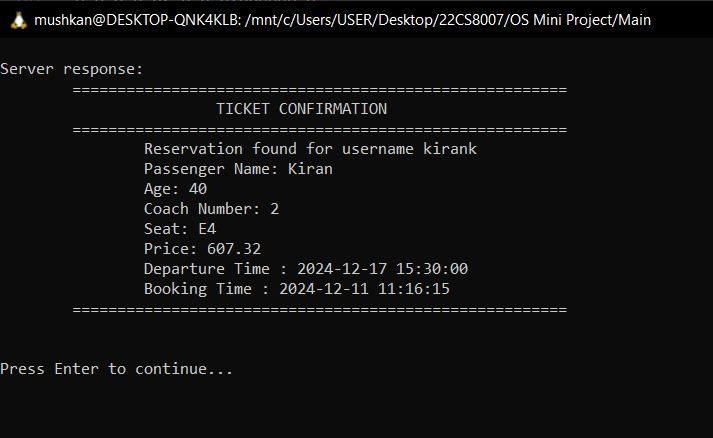 mushkan@DESKTOP-QNK4KLB: /mnt/c/Users/USER/Desktop/22CS8007/OS Mini Project/Main
Server response:
=======================================================
TICKET CONFIRMATION
=======================================================
Reservation found for username kirank
Passenger Name: Kiran
Age: 40
Coach Number: 2
Seat: E4
Price: 607.32
Departure Time : 2024-12-17 15:30:00
Booking Time : 2024-12-11 11:16:15
=======================================================
Press Enter to continue...